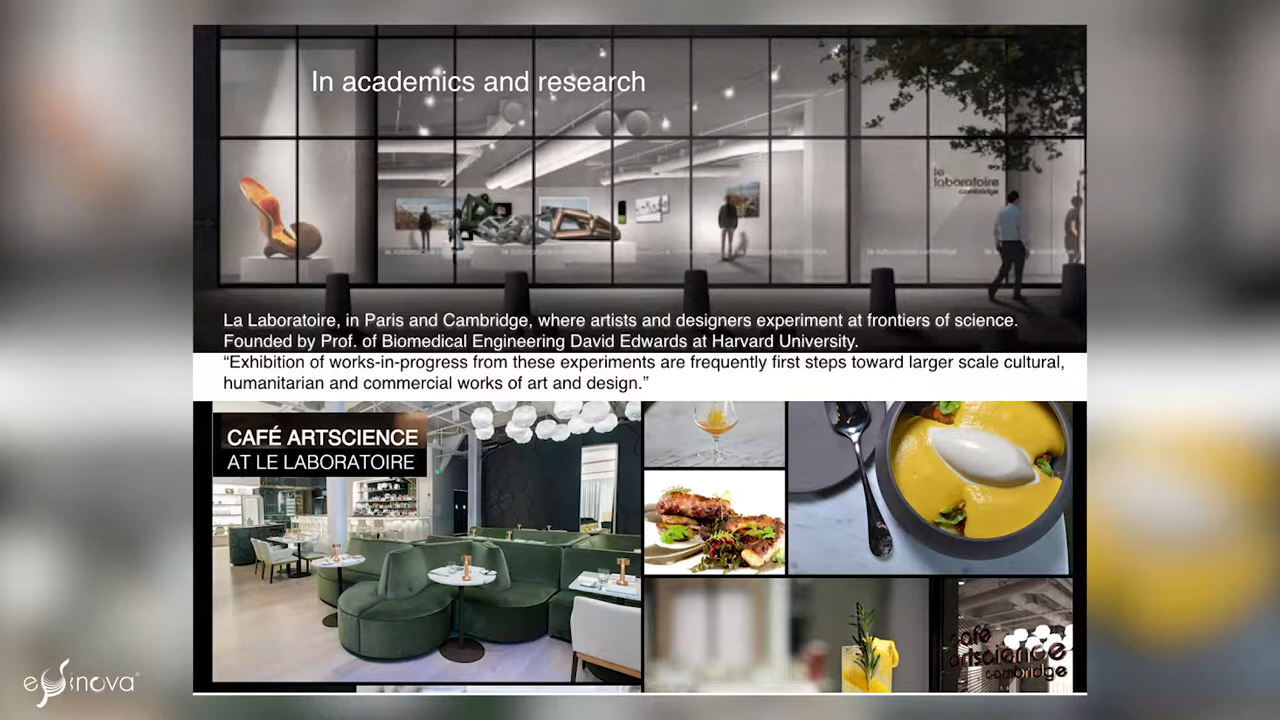 In academics and research
le
laboratoire
cambridge
La Laboratoire, in Paris and Cambridge, where artists and designers experiment at frontiers of science.
Founded by Prof. of Biomedical Engineering David Edwards at Harvard University.
“Exhibition of works-in-progress from these experiments are frequently first steps toward larger scale cultural,
humanitarian and commercial works of art and design.”
CAFÉ ARTSCIENCE
AT LE LABORATOIRE
café
artscience
cambridge
essinova